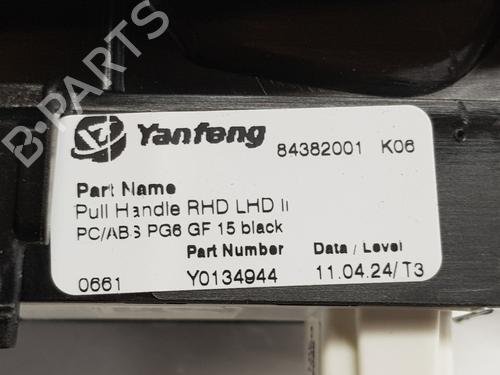 Yanfeng 84382001 K06
Part Name
Pull Handle RHD LHD li
PC/ABS PG6 GF 15 black
Part Number Data / Level
0661 Y0134944 11.04.24/T3
B-PARTS